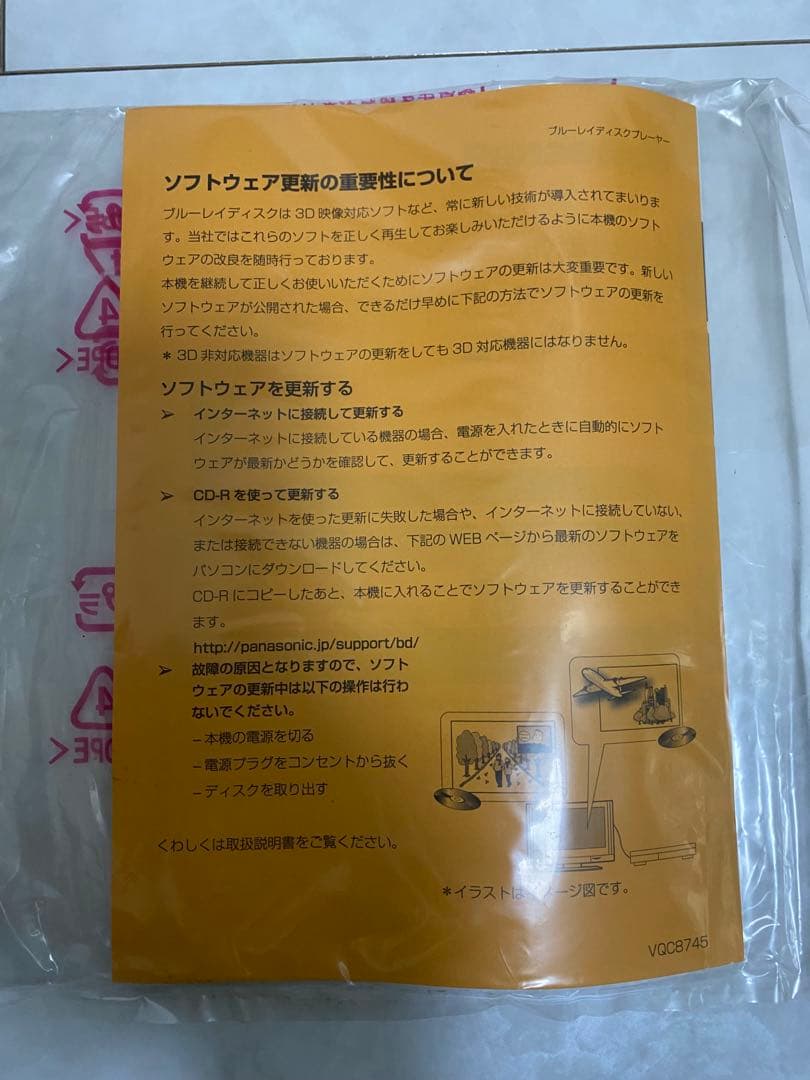 ブルーレイディスクプレーヤー
ソフトウェア更新の重要性について
ブルーレイディスクは 3D 映像対応ソフトなど、常に新しい技術が導入されてまいりま
す。当社ではこれらのソフトを正しく再生してお楽しみいただけるように本機のソフト
ウェアの改良を随時行っております。
本機を継続して正しくお使いいただくためにソフトウェアの更新は大変重要です。新しい
ソフトウェアが公開された場合、できるだけ早めに下記の方法でソフトウェアの更新を
行ってください。
＊ 3D 非対応機器はソフトウェアの更新をしても 3D 対応機器にはなりません。
ソフトウェアを更新する
➢ インターネットに接続して更新する
インターネットに接続している機器の場合、電源を入れたときに自動的にソフト
ウェアが最新かどうかを確認して、更新することができます。
➢ CD-R を使って更新する
インターネットを使った更新に失敗した場合や、インターネットに接続していない、
または接続できない機器の場合は、下記の WEB ページから最新のソフトウェアを
パソコンにダウンロードしてください。
CD-R にコピーしたあと、本機に入れることでソフトウェアを更新することができ
ます。
http://panasonic.jp/support/bd/
➢ 故障の原因となりますので、ソフト
ウェアの更新中は以下の操作は行わ
ないでください。
–本機の電源を切る
–電源プラグをコンセントから抜く
–ディスクを取り出す
くわしくは取扱説明書をご覧ください。
＊イラストはイメージ図です。
VQC8745